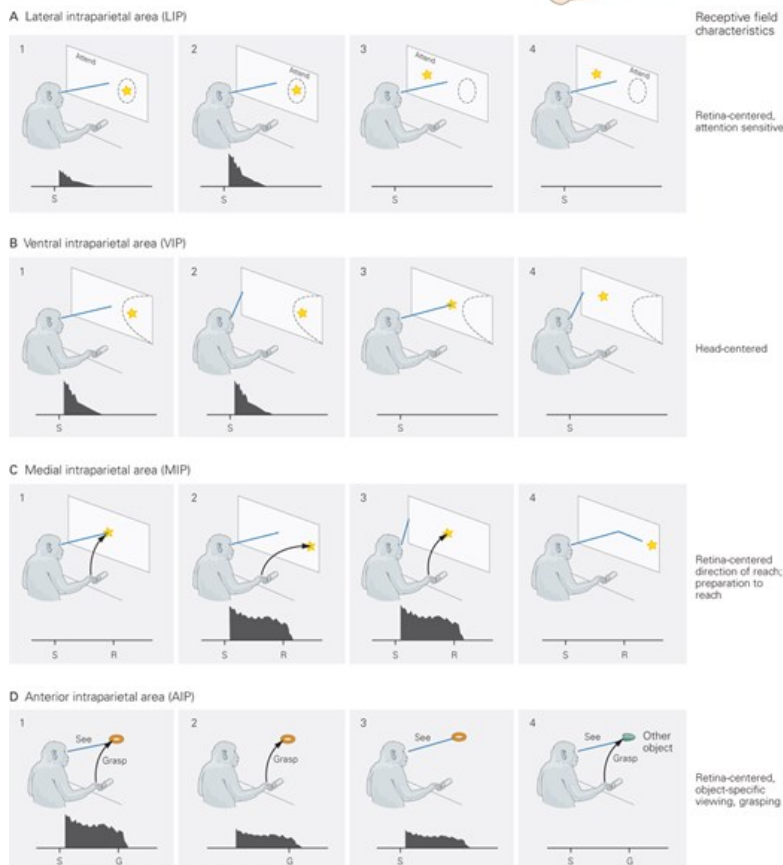 A Lateral intraparietal area (LIP)
Receptive field
characteristics
1
Attend
S
2
Attend
S
3
Attend
S
4
Attend
S
Retina-centered,
attention sensitive
B Ventral intraparietal area (VIP)
1
S
2
S
3
S
4
S
Head-centered
C Medial intraparietal area (MIP)
1
S R
2
S R
3
S R
4
S R
Retina-centered
direction of reach;
preparation to
reach
D Anterior intraparietal area (AIP)
1
See
Grasp
S G
2
Grasp
G
3
See
S
4
See
Grasp
Other
object
S G
Retina-centered,
object-specific
viewing, grasping